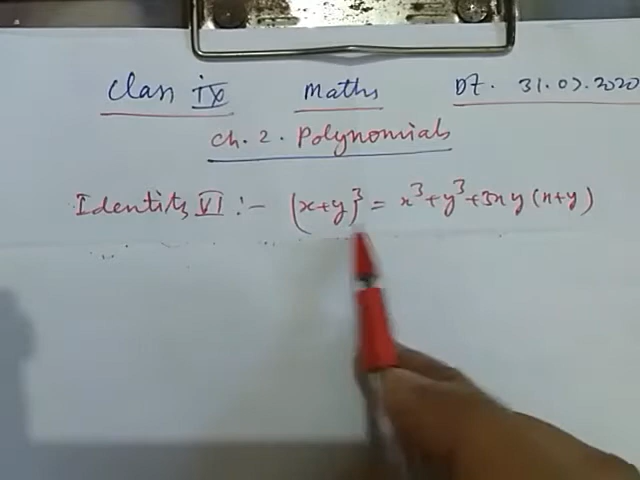 Class IX Maths DT. 31.07.2020
Ch. 2. Polynomials
Identity VI :- (x+y)³ = x³+y³+3xy (x+y)